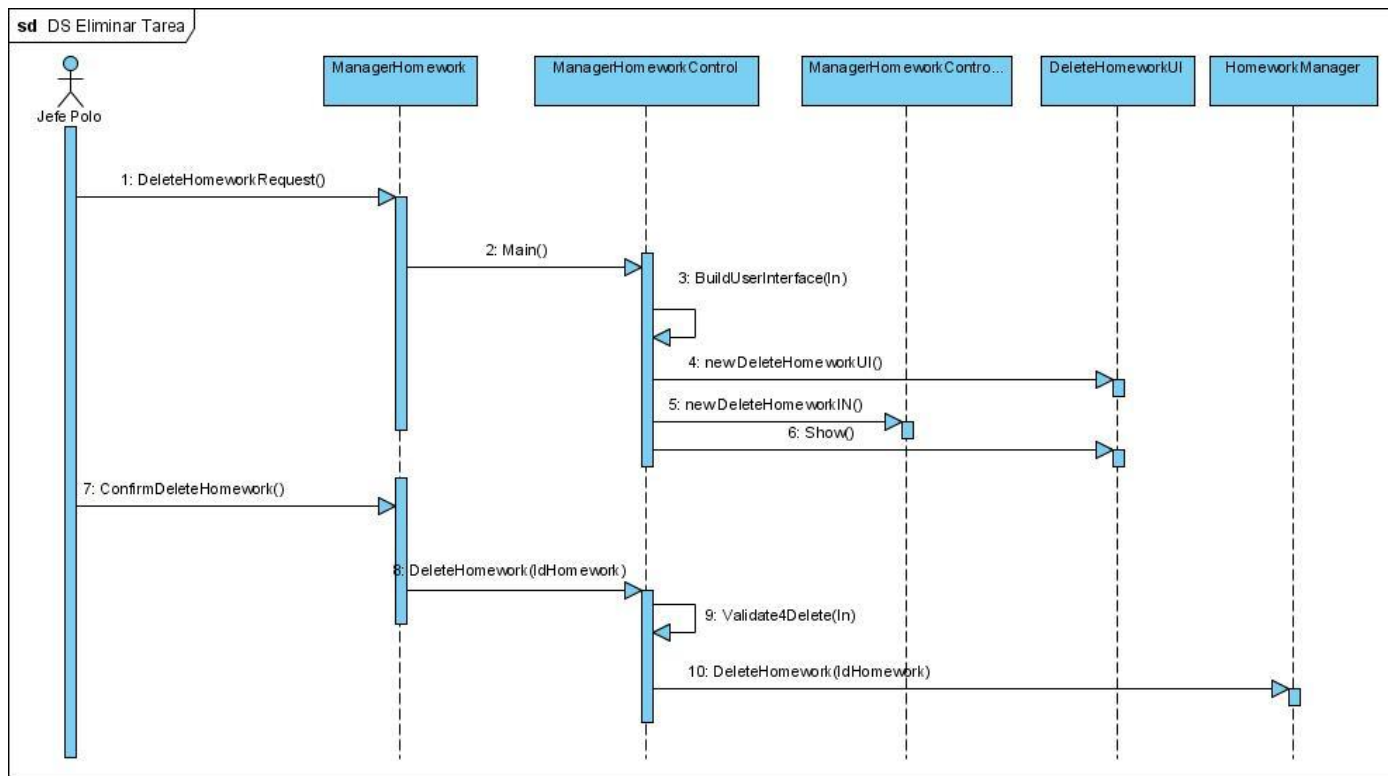 sd DS Eliminar Tarea
Jefe Polo
ManagerHomework
ManagerHomeworkControl
ManagerHomeworkContro...
DeleteHomeworkUI
HomeworkManager
1: DeleteHomeworkRequest()
2: Main()
3: BuildUserInterface(In)
4: newDeleteHomeworkUI()
5: newDeleteHomeworkIN()
6: Show()
7: ConfirmDeleteHomework()
8: DeleteHomework(IdHomework)
9: Validate4Delete(In)
10: DeleteHomework(IdHomework)